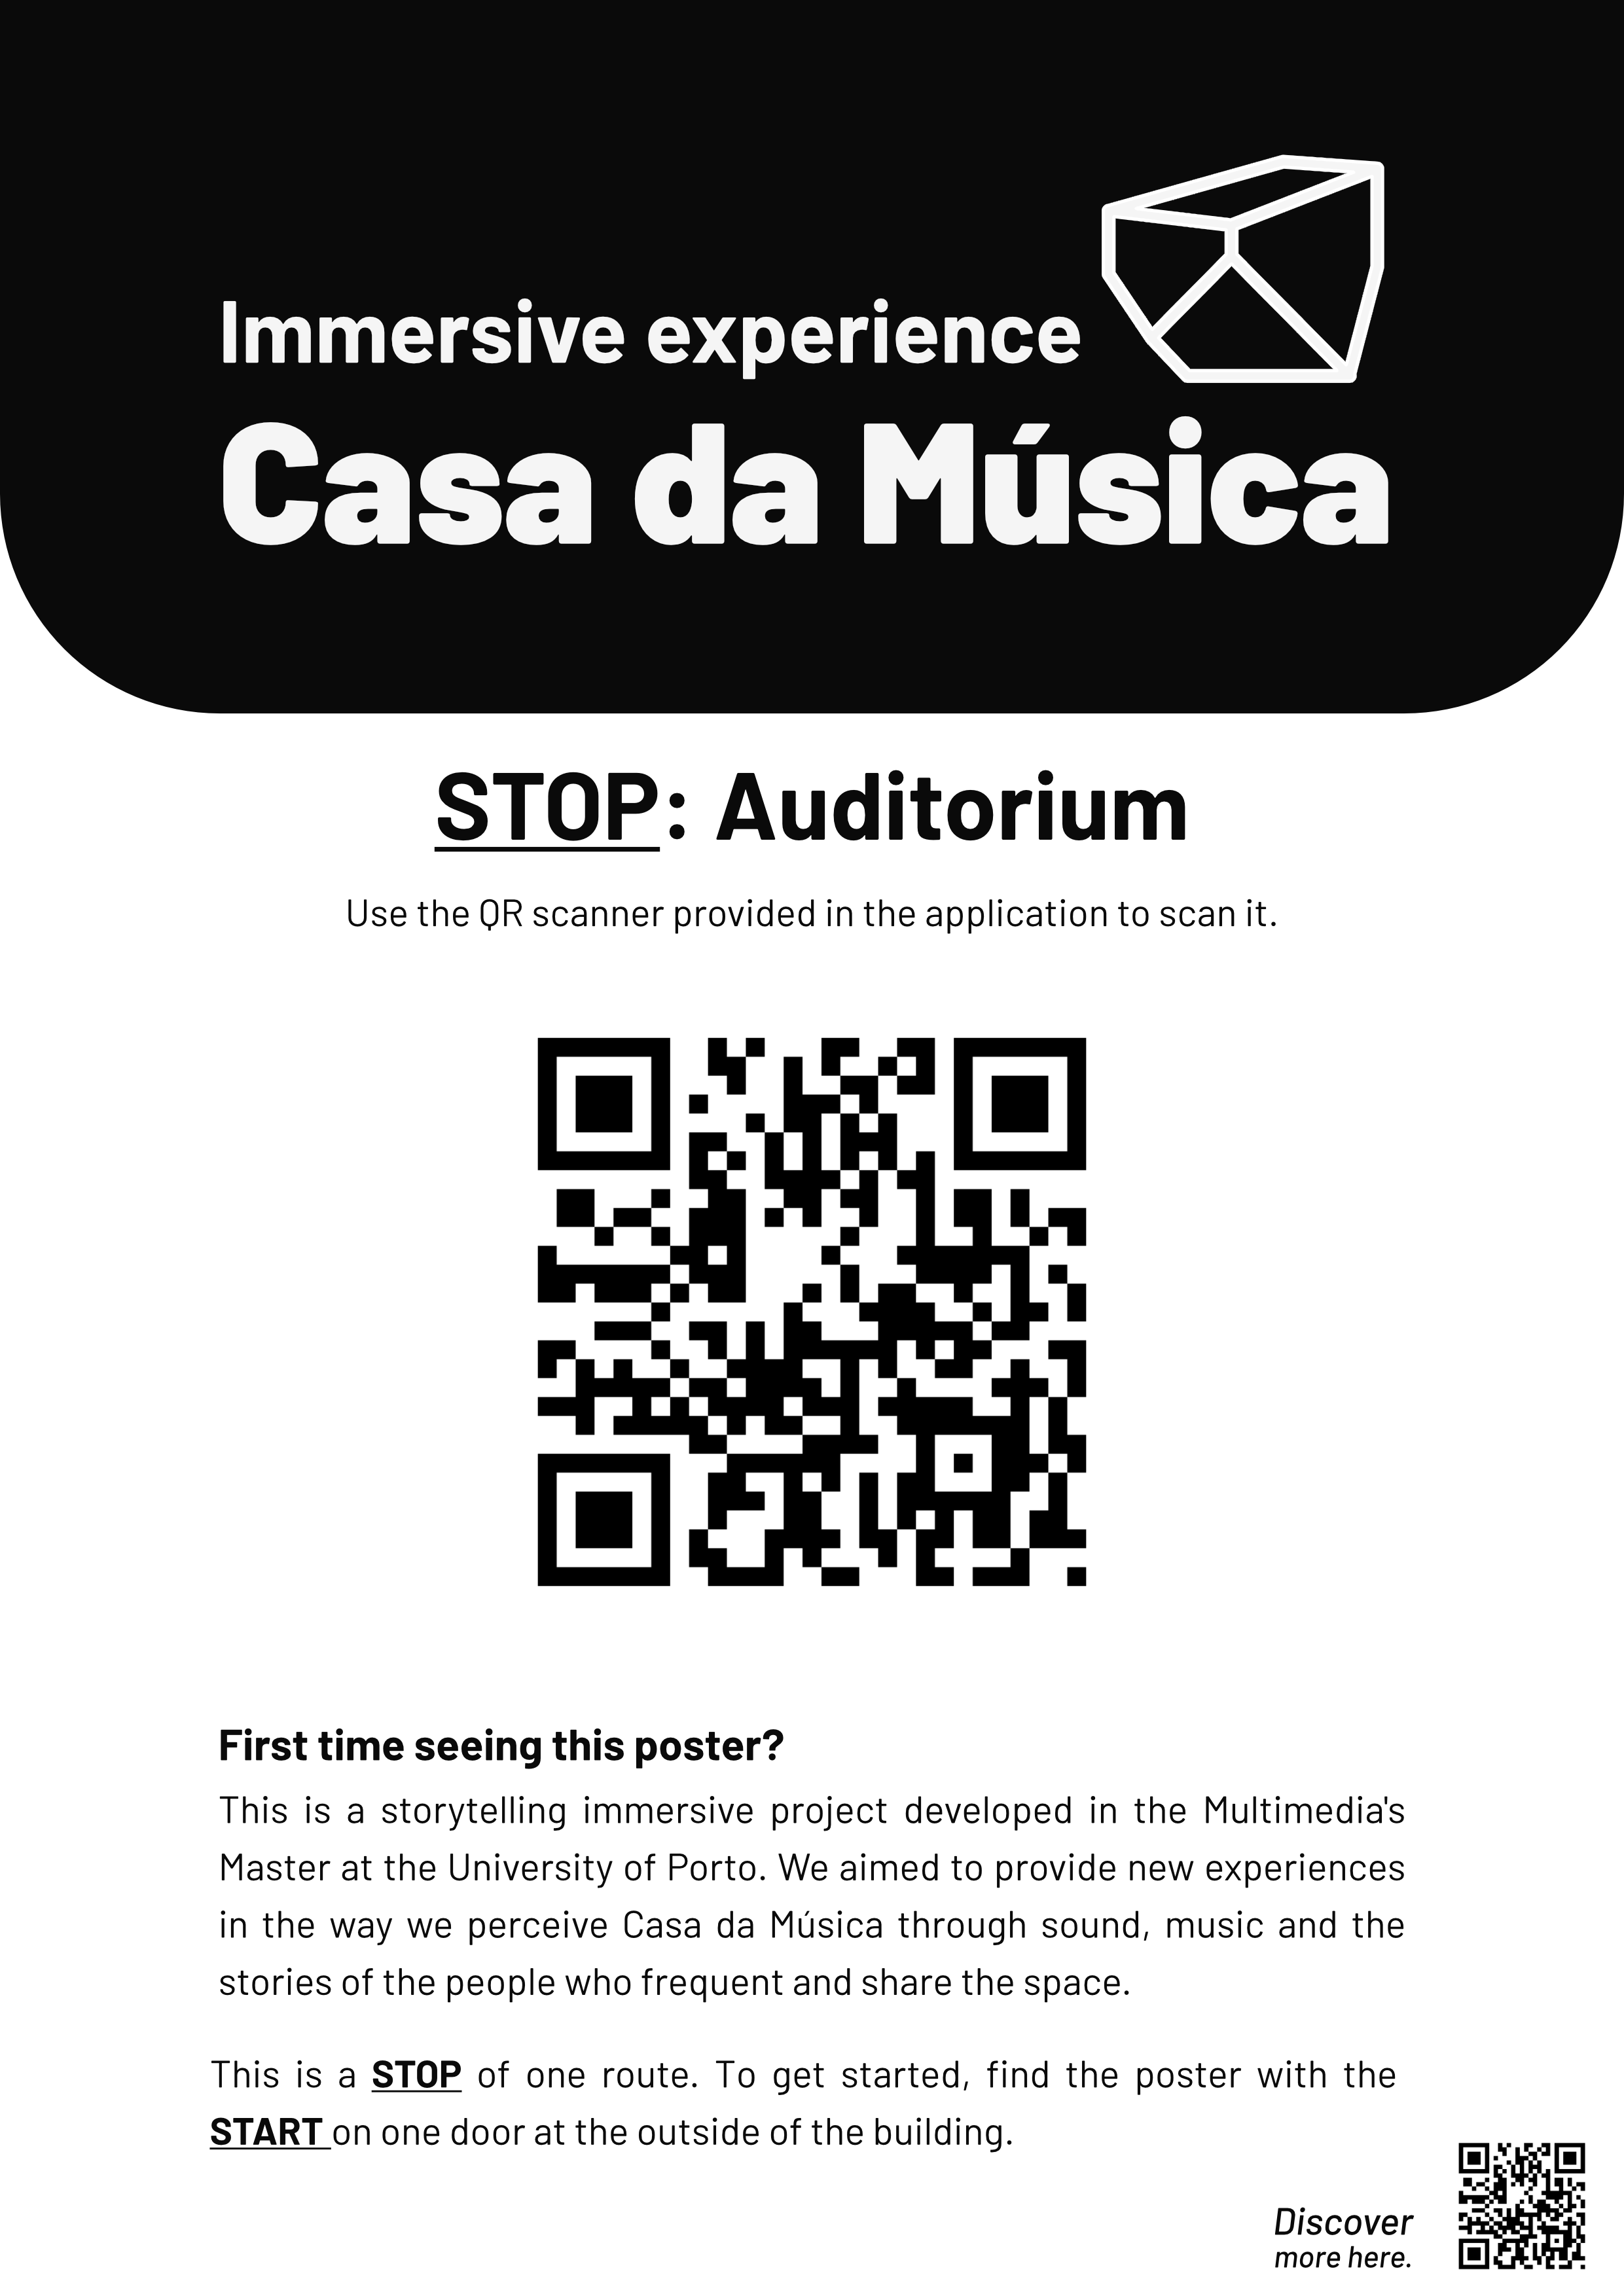 Immersive experience
Casa da Música
STOP: Auditorium
Use the QR scanner provided in the application to scan it.
First time seeing this poster?
This is a storytelling immersive project developed in the Multimedia's
Master at the University of Porto. We aimed to provide new experiences
in the way we perceive Casa da Música through sound, music and the
stories of the people who frequent and share the space.
This is a STOP of one route. To get started, find the poster with the
START on one door at the outside of the building.
Discover
more here.